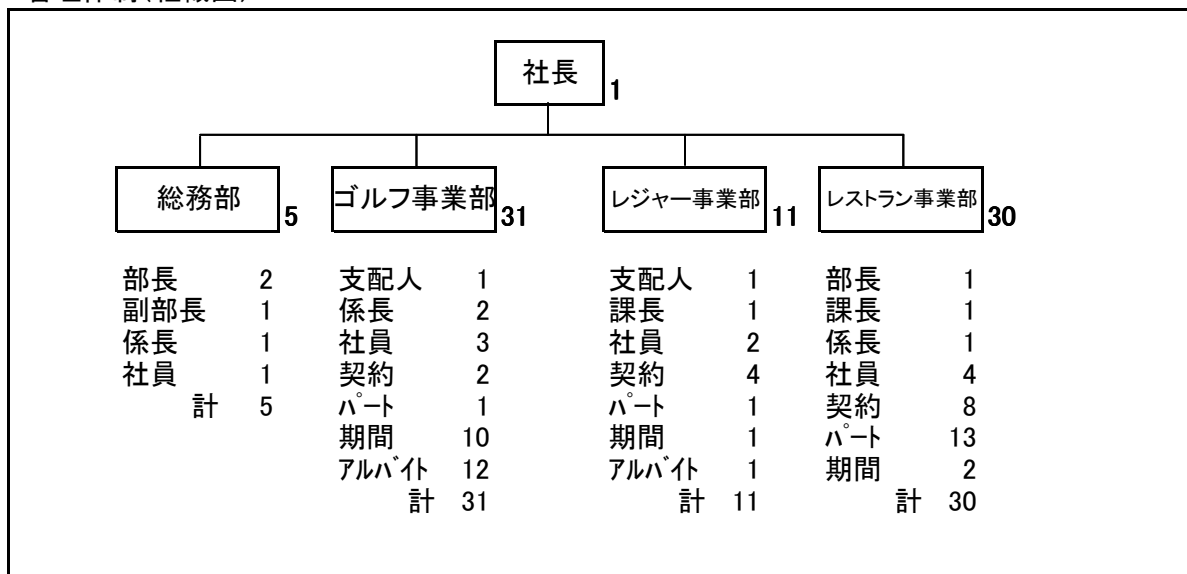 社長 1
総務部 5 ゴルフ事業部 31 レジャー事業部 11 レストラン事業部 30
部長 2 支配人 1 支配人 1 部長 1
副部長 1 係長 2 課長 1 課長 1
係長 1 社員 3 社員 2 係長 1
社員 1 契約 2 契約 4 社員 4
計 5 ﾊﾟｰﾄ 1 ﾊﾟｰﾄ 1 契約 8
期間 10 期間 1 ﾊﾟｰﾄ 13
ｱﾙﾊﾞｲﾄ 12 ｱﾙﾊﾞｲﾄ 1 期間 2
計 31 計 11 計 30